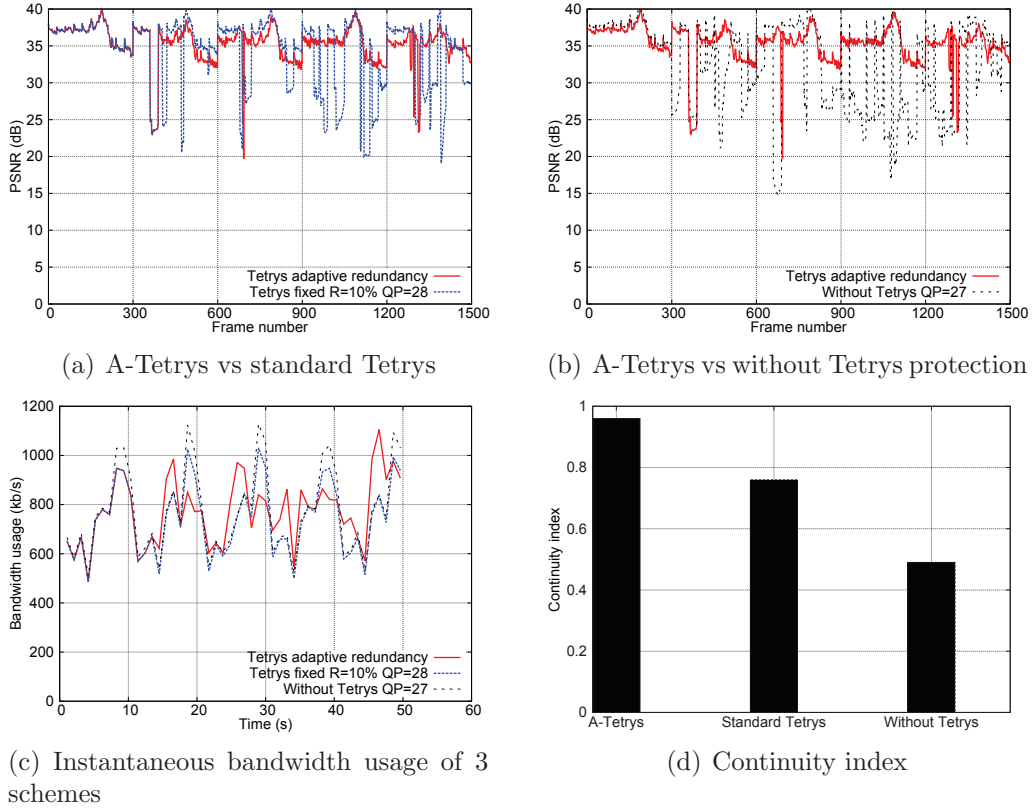 40
35
30
25
20
15
10
5
0
PSNR (dB)
0
300
600
900
1200
1500
Frame number
Tetrys adaptive redundancy
Tetrys fixed R=10% QP=28
(a) A-Tetrys vs standard Tetrys
40
35
30
25
20
15
10
5
0
PSNR (dB)
0
300
600
900
1200
1500
Frame number
Tetrys adaptive redundancy
Without Tetrys QP=27
(b) A-Tetrys vs without Tetrys protection
1200
1000
800
600
400
200
0
Bandwidth usage (kb/s)
0
10
20
30
40
50
60
Time (s)
Tetrys adaptive redundancy
Tetrys fixed R=10% QP=28
Without Tetrys QP=27
(c) Instantaneous bandwidth usage of 3
schemes
1
0.8
0.6
0.4
0.2
0
Continuity index
A-Tetrys
Standard Tetrys
Without Tetrys
(d) Continuity index